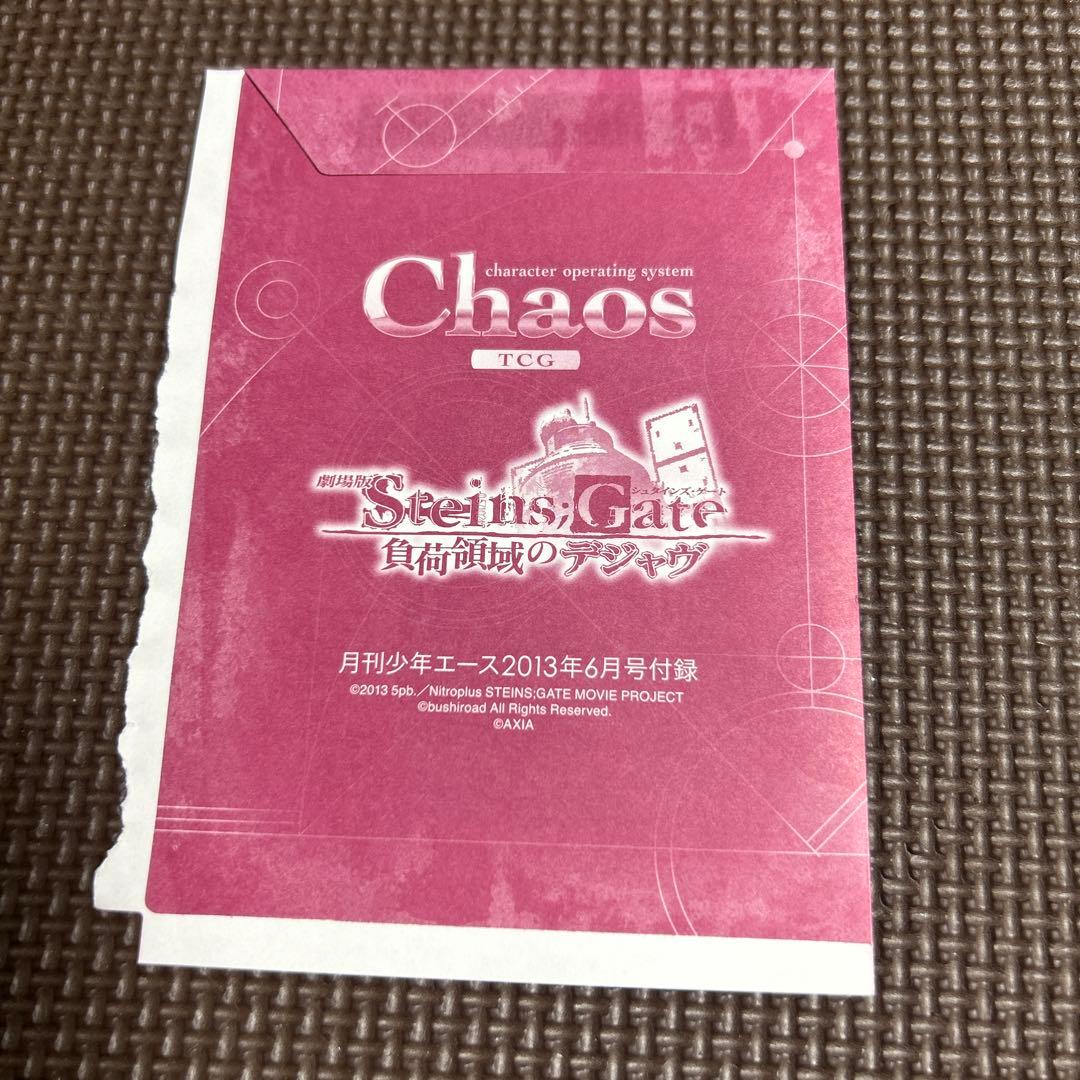 character operating system
Chaos
TCG
劇場版
Steins;Gate
シュタインズ・ゲート
負荷領域のデジャヴ
月刊少年エース2013年6月号付録
©2013 5pb./Nitroplus STEINS;GATE MOVIE PROJECT
©bushiroad All Rights Reserved.
©AXIA